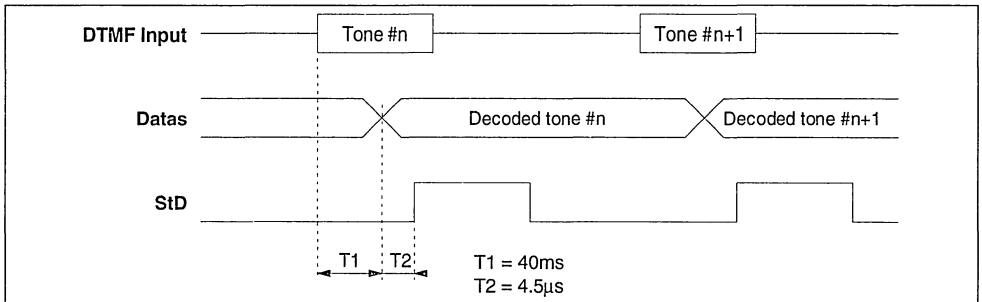 DTMF Input Tone #n Tone #n+1
Datas Decoded tone #n Decoded tone #n+1
StD
T1 T2 T1 = 40ms
T2 = 4.5µs